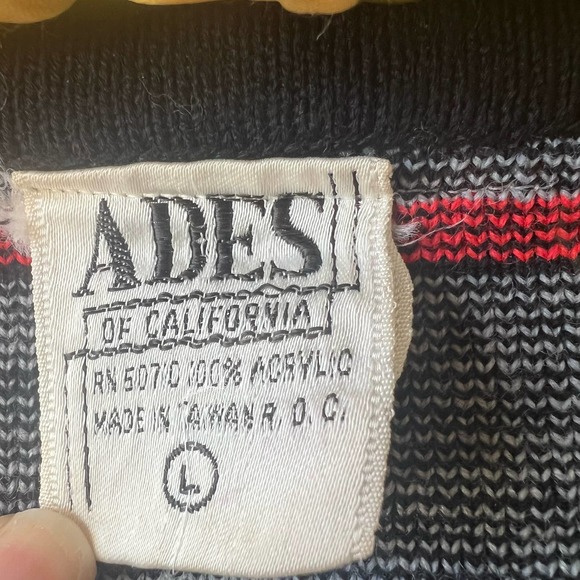 ADES
OF CALIFORNIA
RN 50710 100% ACRYLIC
MADE IN TAIWAN R.O.C.
L